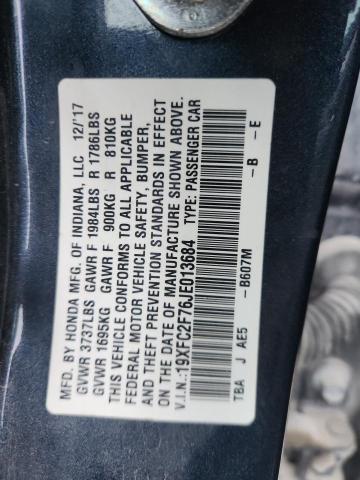 MFD. BY HONDA MFG. OF INDIANA, LLC 12/'17
GVWR 3737LBS GAWR F 1984LBS R 1786LBS
GVWR 1695KG GAWR F 900KG R 810KG
THIS VEHICLE CONFORMS TO ALL APPLICABLE
FEDERAL MOTOR VEHICLE SAFETY, BUMPER,
AND THEFT PREVENTION STANDARDS IN EFFECT
ON THE DATE OF MANUFACTURE SHOWN ABOVE.
V.I.N.:19XFC2F76JE013684 TYPE: PASSENGER CAR
-B607M -B -E
TBA J AE5